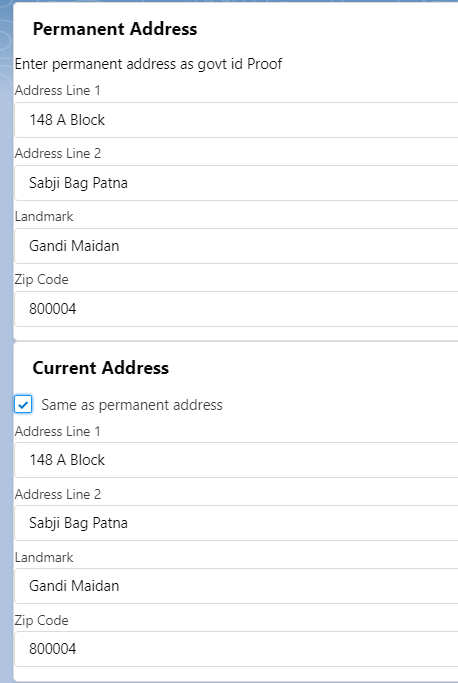 Permanent Address
Enter permanent address as govt id Proof
Address Line 1
148 A Block
Address Line 2
Sabji Bag Patna
Landmark
Gandi Maidan
Zip Code
800004
Current Address
Same as permanent address
Address Line 1
148 A Block
Address Line 2
Sabji Bag Patna
Landmark
Gandi Maidan
Zip Code
800004